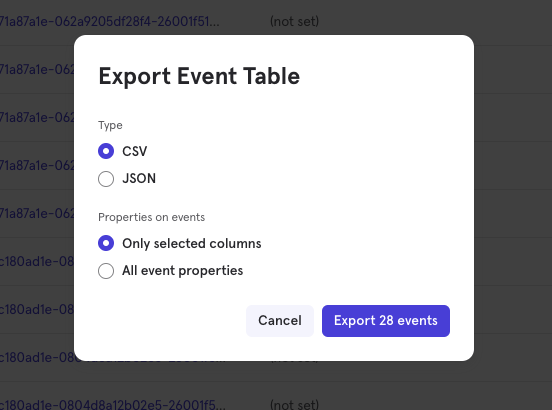 71a87a1e-062a9205df28f4-26001f51... (not set)
Export Event Table
71a87a1e-062
71a87a1e-062
Type
CSV
71a87a1e-062
JSON
71a87a1e-062
Properties on events
Only selected columns
c180ad1e-08
All event properties
c180ad1e-08
Cancel Export 28 events
c180ad1e-0804d8a12b02e5-26001f5... (not set)